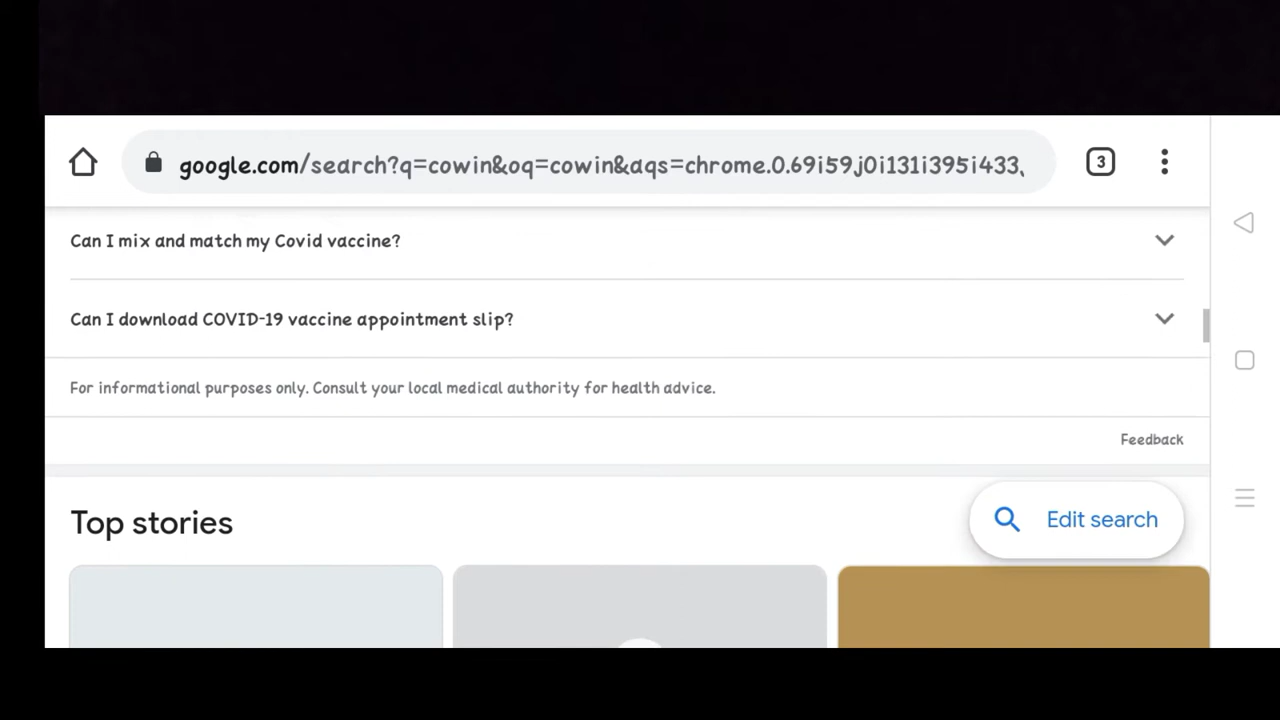 google.com/search?q=cowin&oq=cowin&aqs=chrome.0.69i59j0i131i395i433,
3
Can I mix and match my Covid vaccine?
Can I download COVID-19 vaccine appointment slip?
For informational purposes only. Consult your local medical authority for health advice.
Feedback
Top stories
Edit search